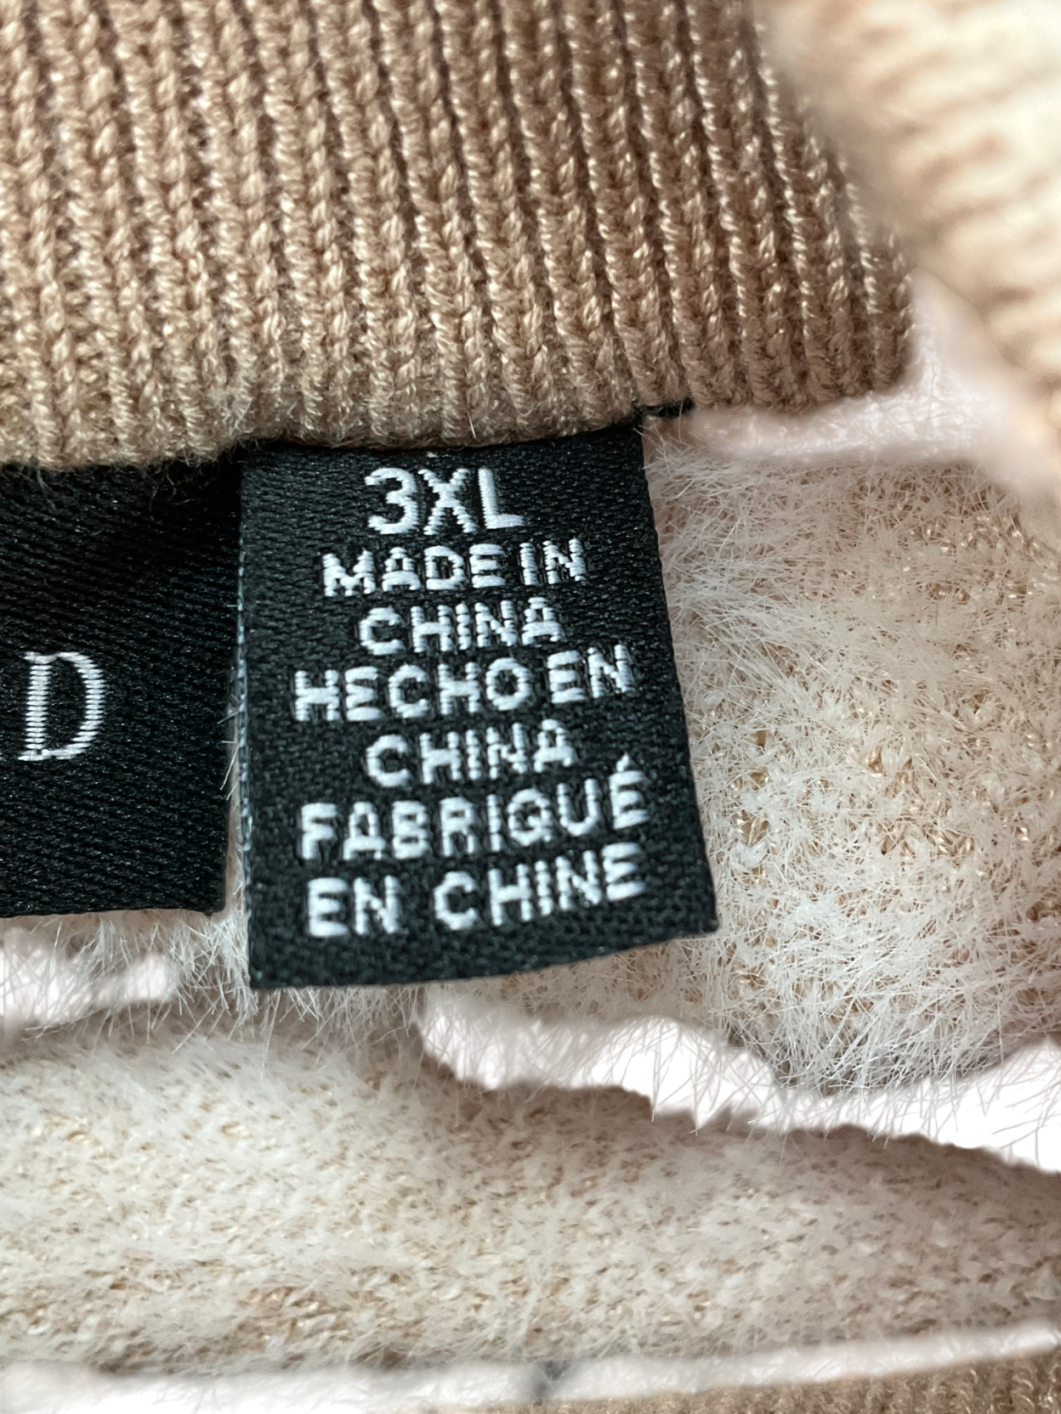 3XL
MADE IN
CHINA
HECHO EN
CHINA
FABRIQUÉ
EN CHINE
D